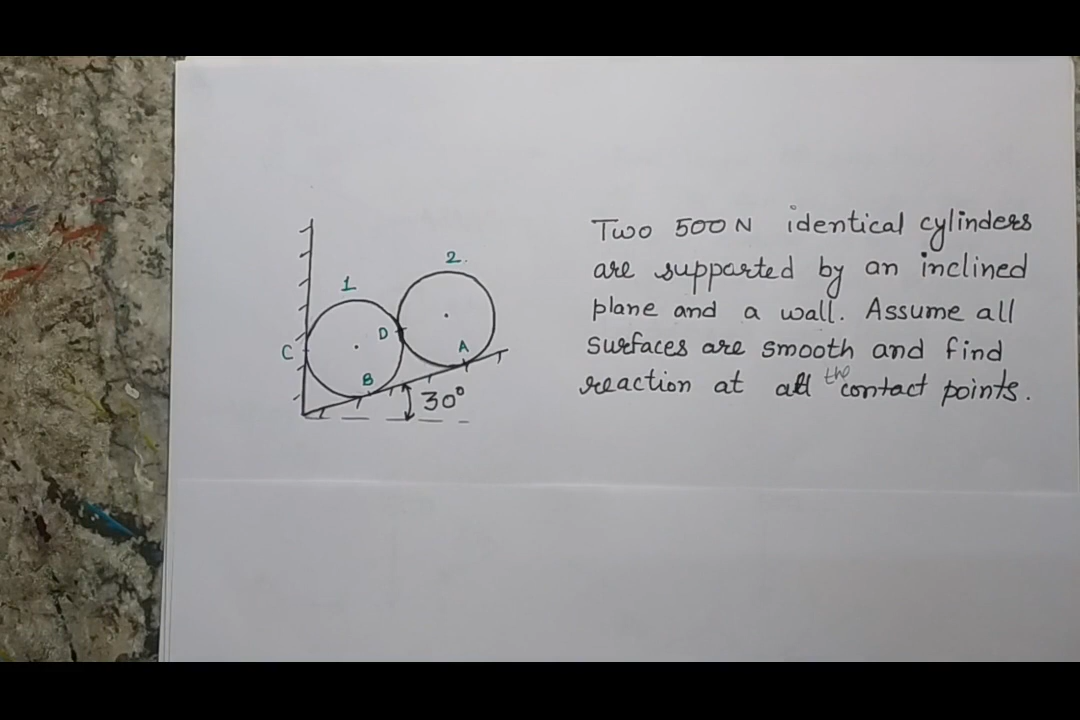 Two 500 N identical cylinders
are supported by an inclined
plane and a wall. Assume all
surfaces are smooth and find
reaction at all the contact points.
1
2.
C
D
A
B
30°